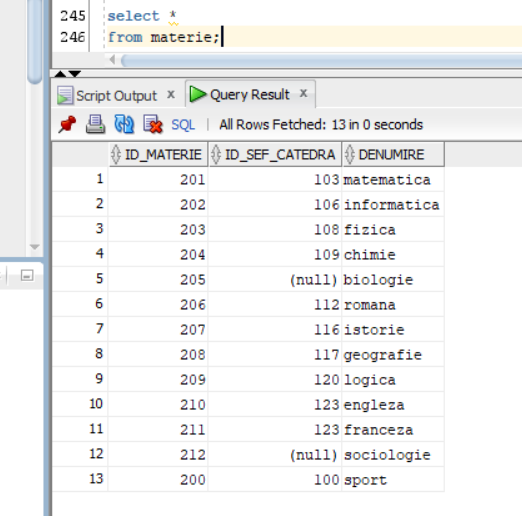 245 select *
246 from materie;
Script Output x Query Result x
SQL | All Rows Fetched: 13 in 0 seconds
ID_MATERIE ID_SEF_CATEDRA DENUMIRE
1 201 103 matematica
2 202 106 informatica
3 203 108 fizica
4 204 109 chimie
5 205 (null) biologie
6 206 112 romana
7 207 116 istorie
8 208 117 geografie
9 209 120 logica
10 210 123 engleza
11 211 123 franceza
12 212 (null) sociologie
13 200 100 sport